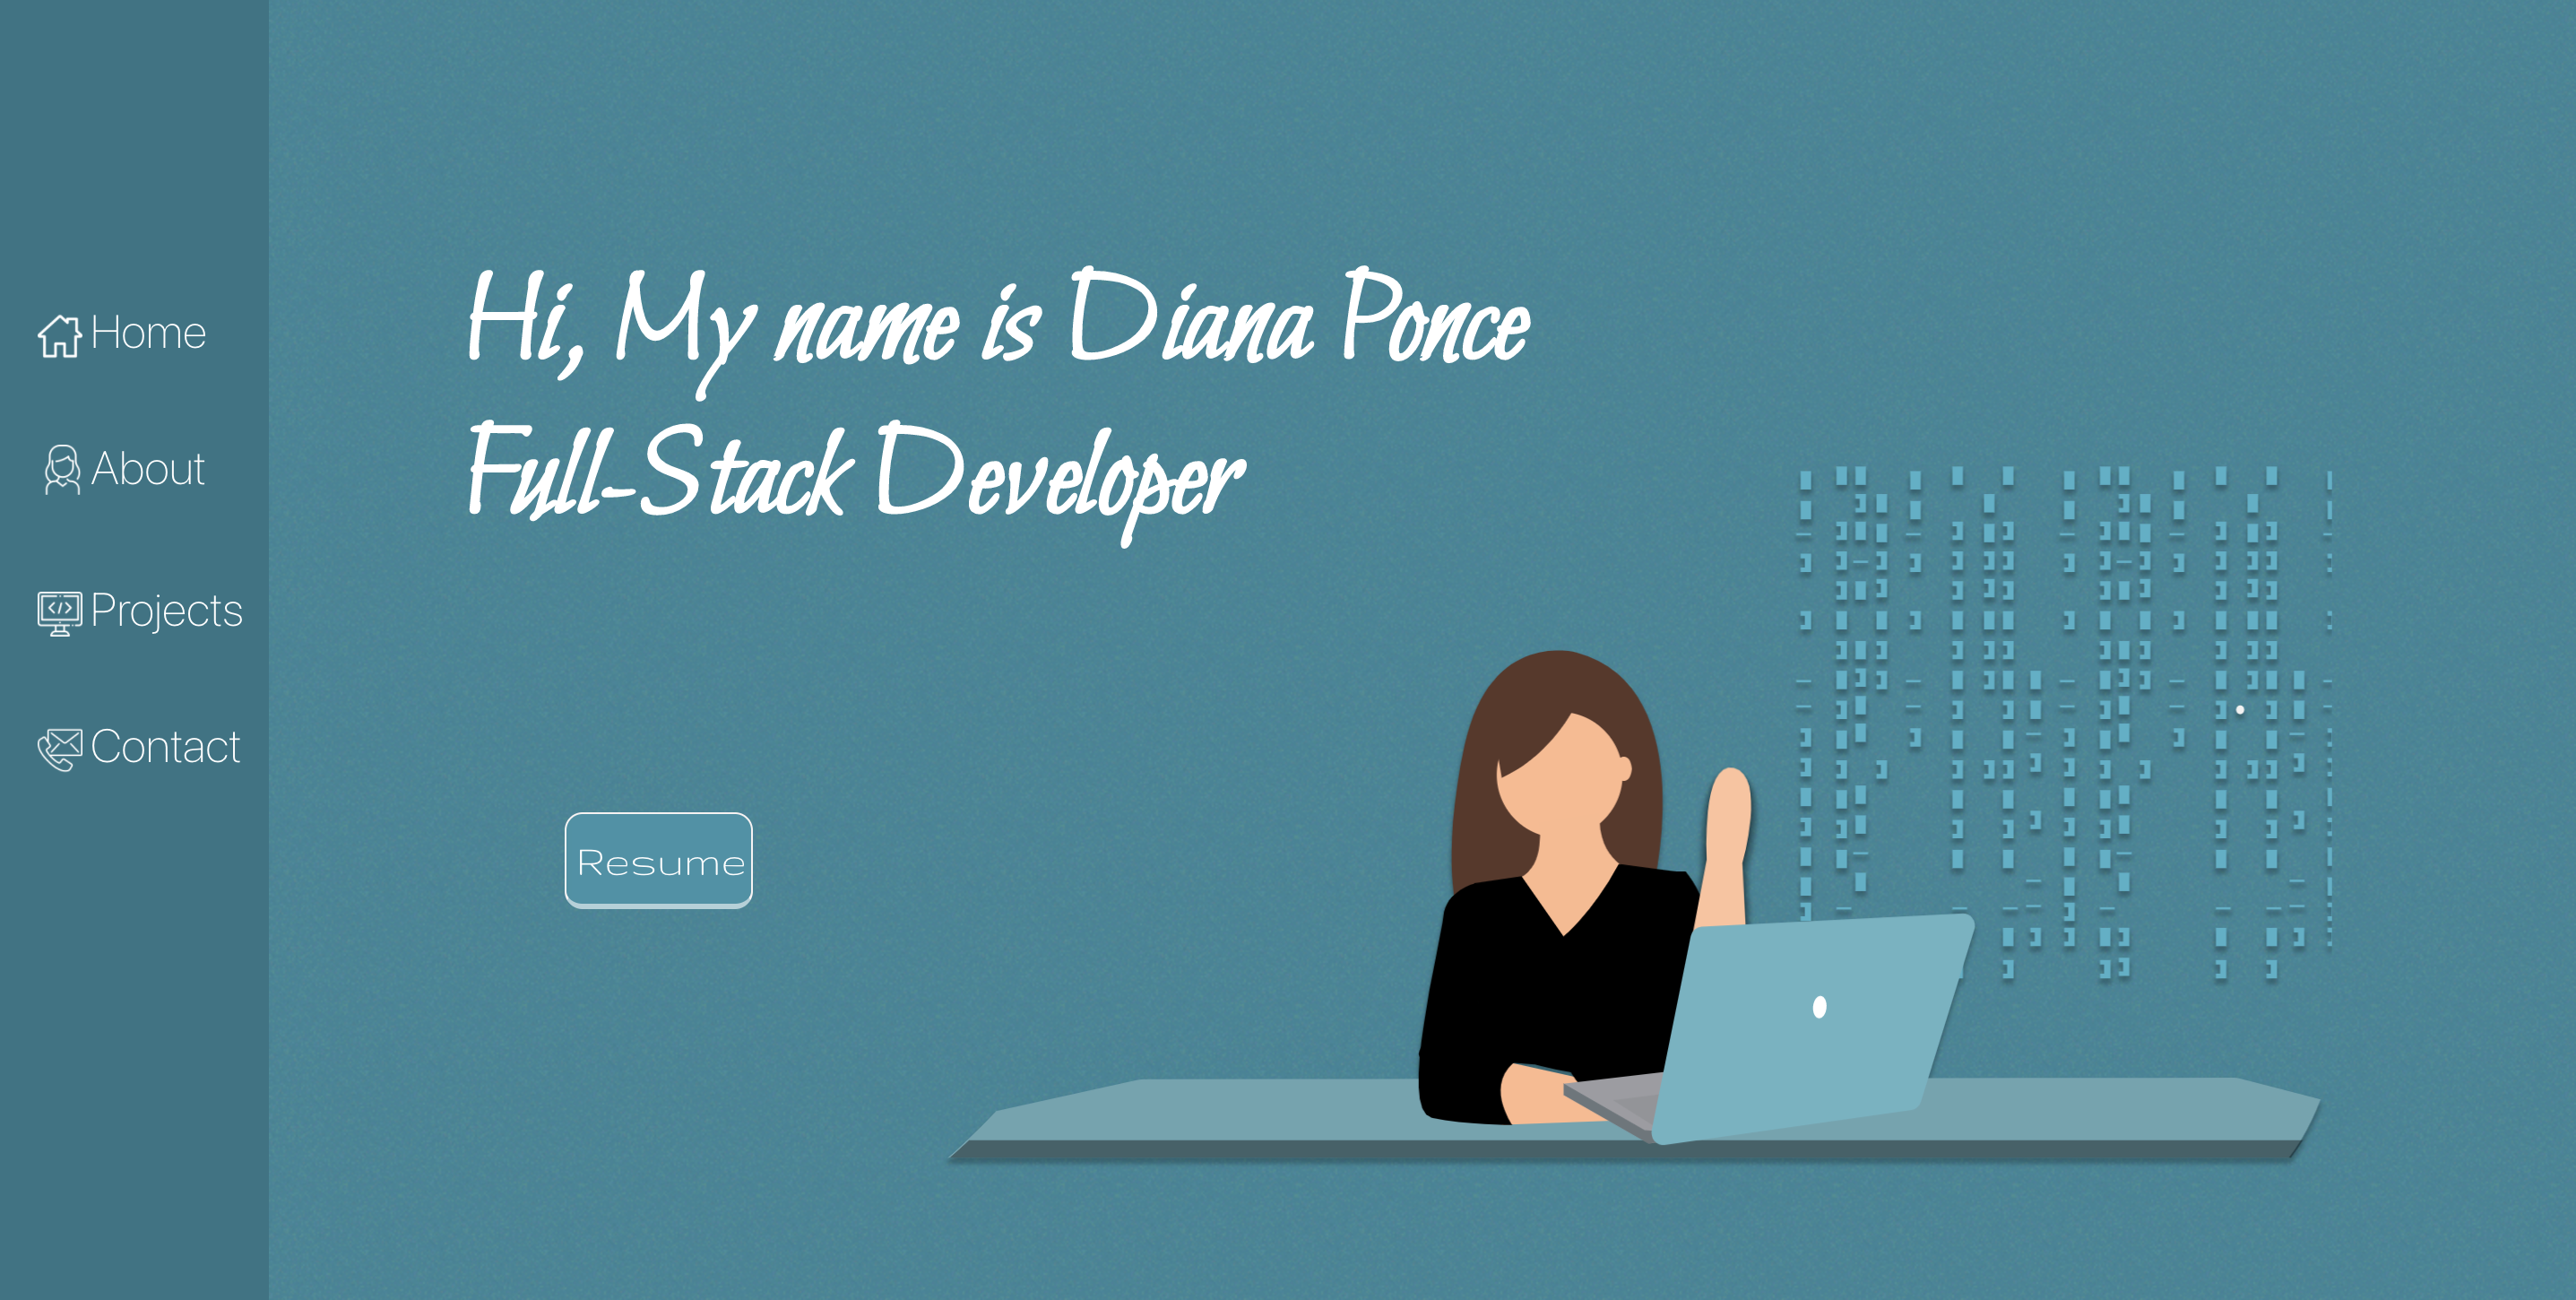 Home
About
Projects
Contact
Hi, My name is Diana Ponce
Full-Stack Developer
Resume